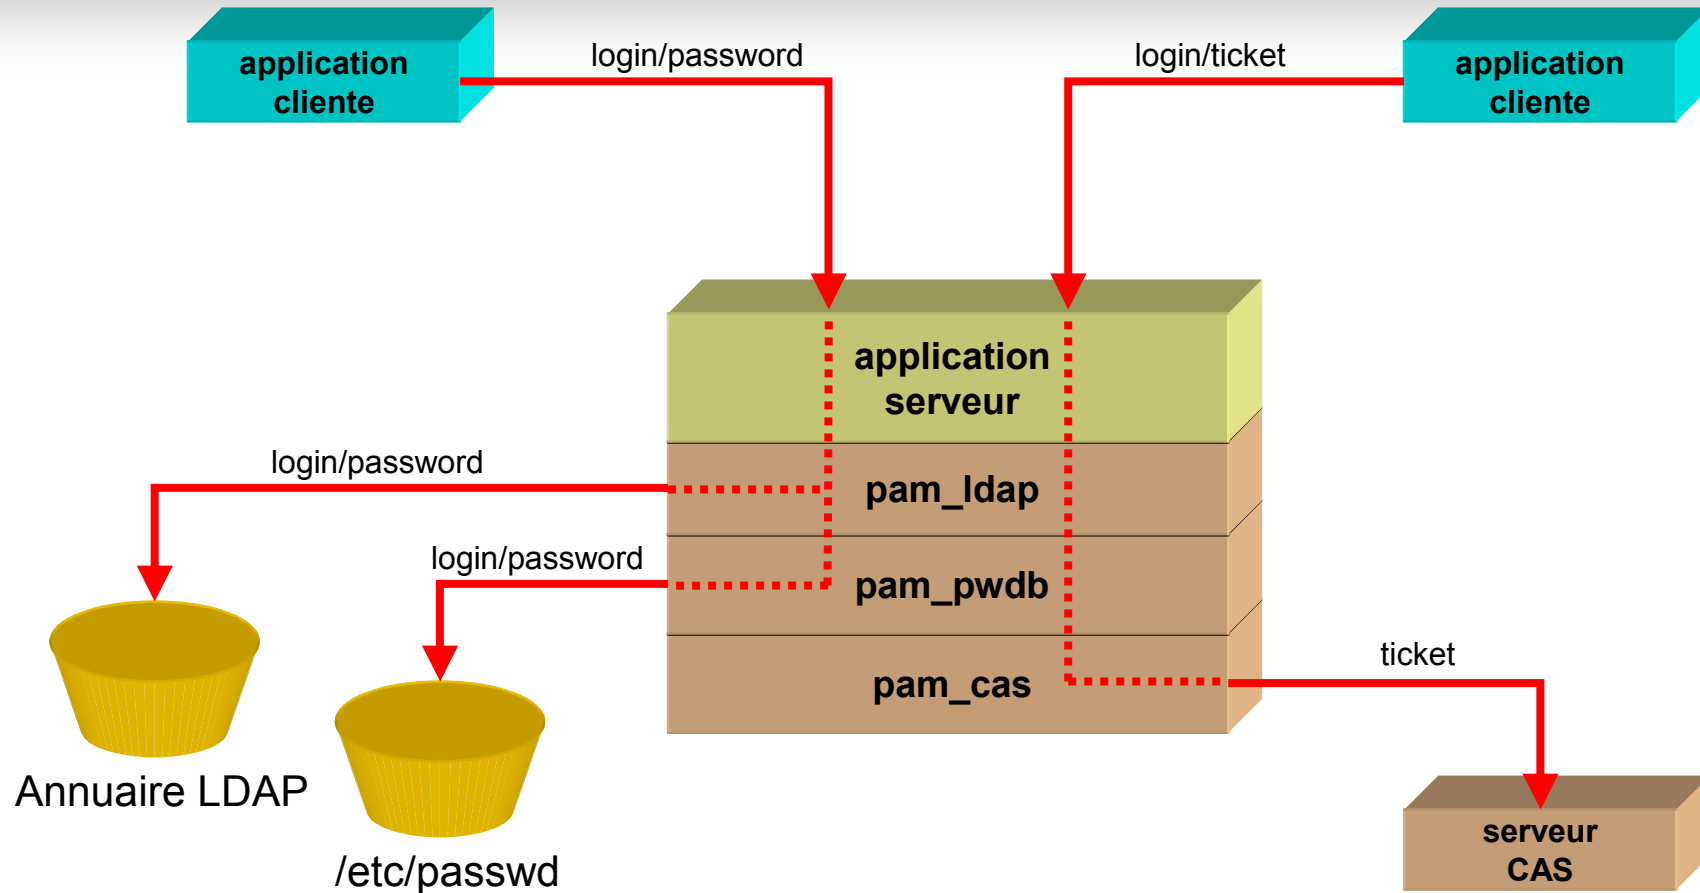 application
cliente
login/password
login/ticket
application
cliente
application
serveur
login/password
pam_ldap
login/password
pam_pwdb
ticket
pam_cas
Annuaire LDAP
/etc/passwd
serveur
CAS